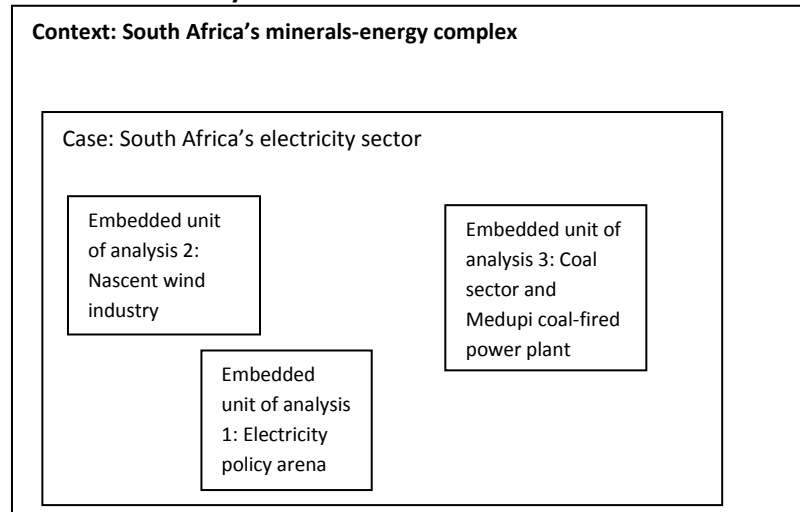 Context: South Africa’s minerals-energy complex
Case: South Africa’s electricity sector
Embedded unit
of analysis 2:
Nascent wind
industry
Embedded unit of
analysis 3: Coal
sector and
Medupi coal-fired
power plant
Embedded
unit of analysis
1: Electricity
policy arena